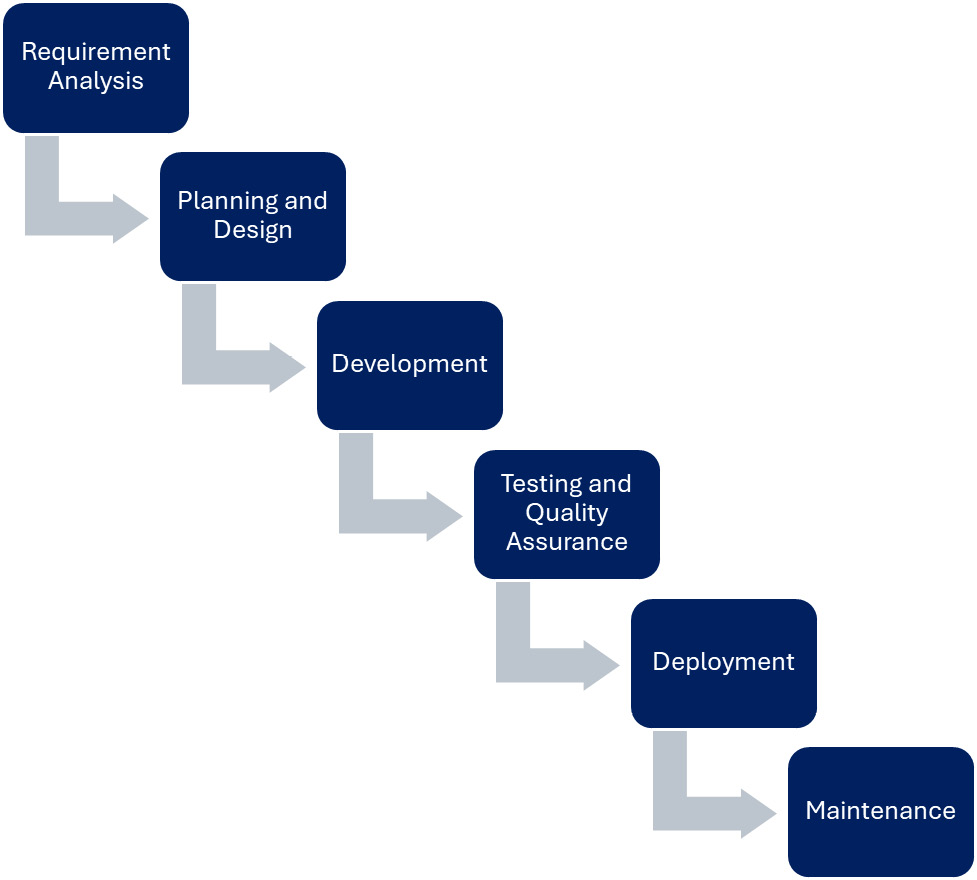 Requirement
Analysis
Planning and
Design
Development
Testing and
Quality
Assurance
Deployment
Maintenance